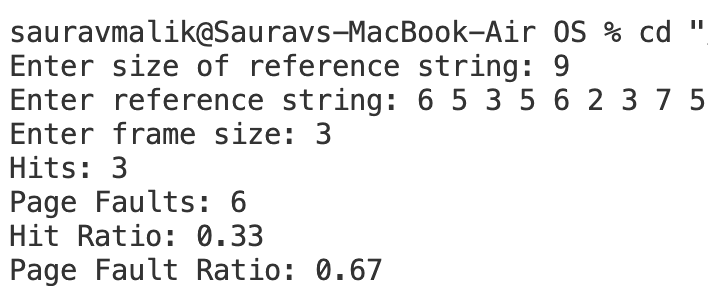 sauravmalik@Sauravs-MacBook-Air OS % cd "
Enter size of reference string: 9
Enter reference string: 6 5 3 5 6 2 3 7 5
Enter frame size: 3
Hits: 3
Page Faults: 6
Hit Ratio: 0.33
Page Fault Ratio: 0.67